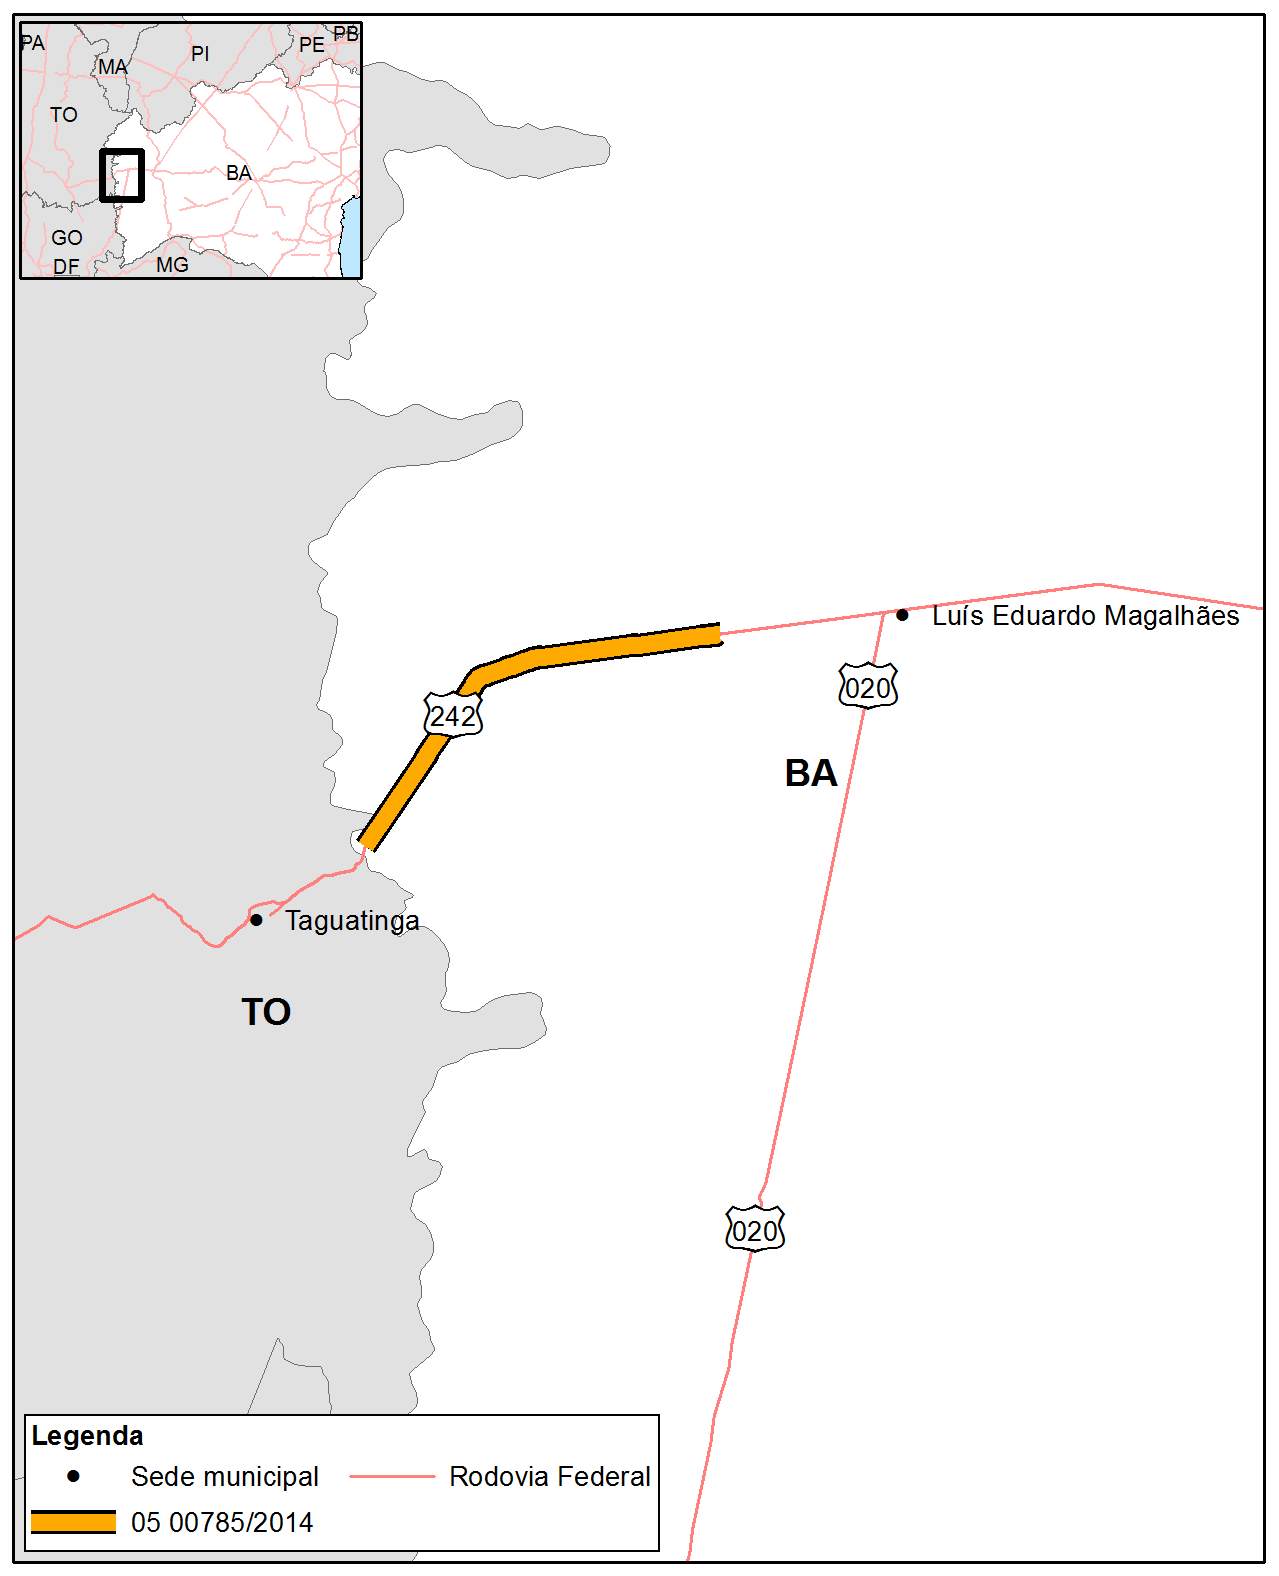 PA
PI
PE
PB
MA
TO
BA
GO
DF
MG
Luís Eduardo Magalhães
020
242
BA
Taguatinga
TO
020
Legenda
Sede municipal
Rodovia Federal
05 00785/2014